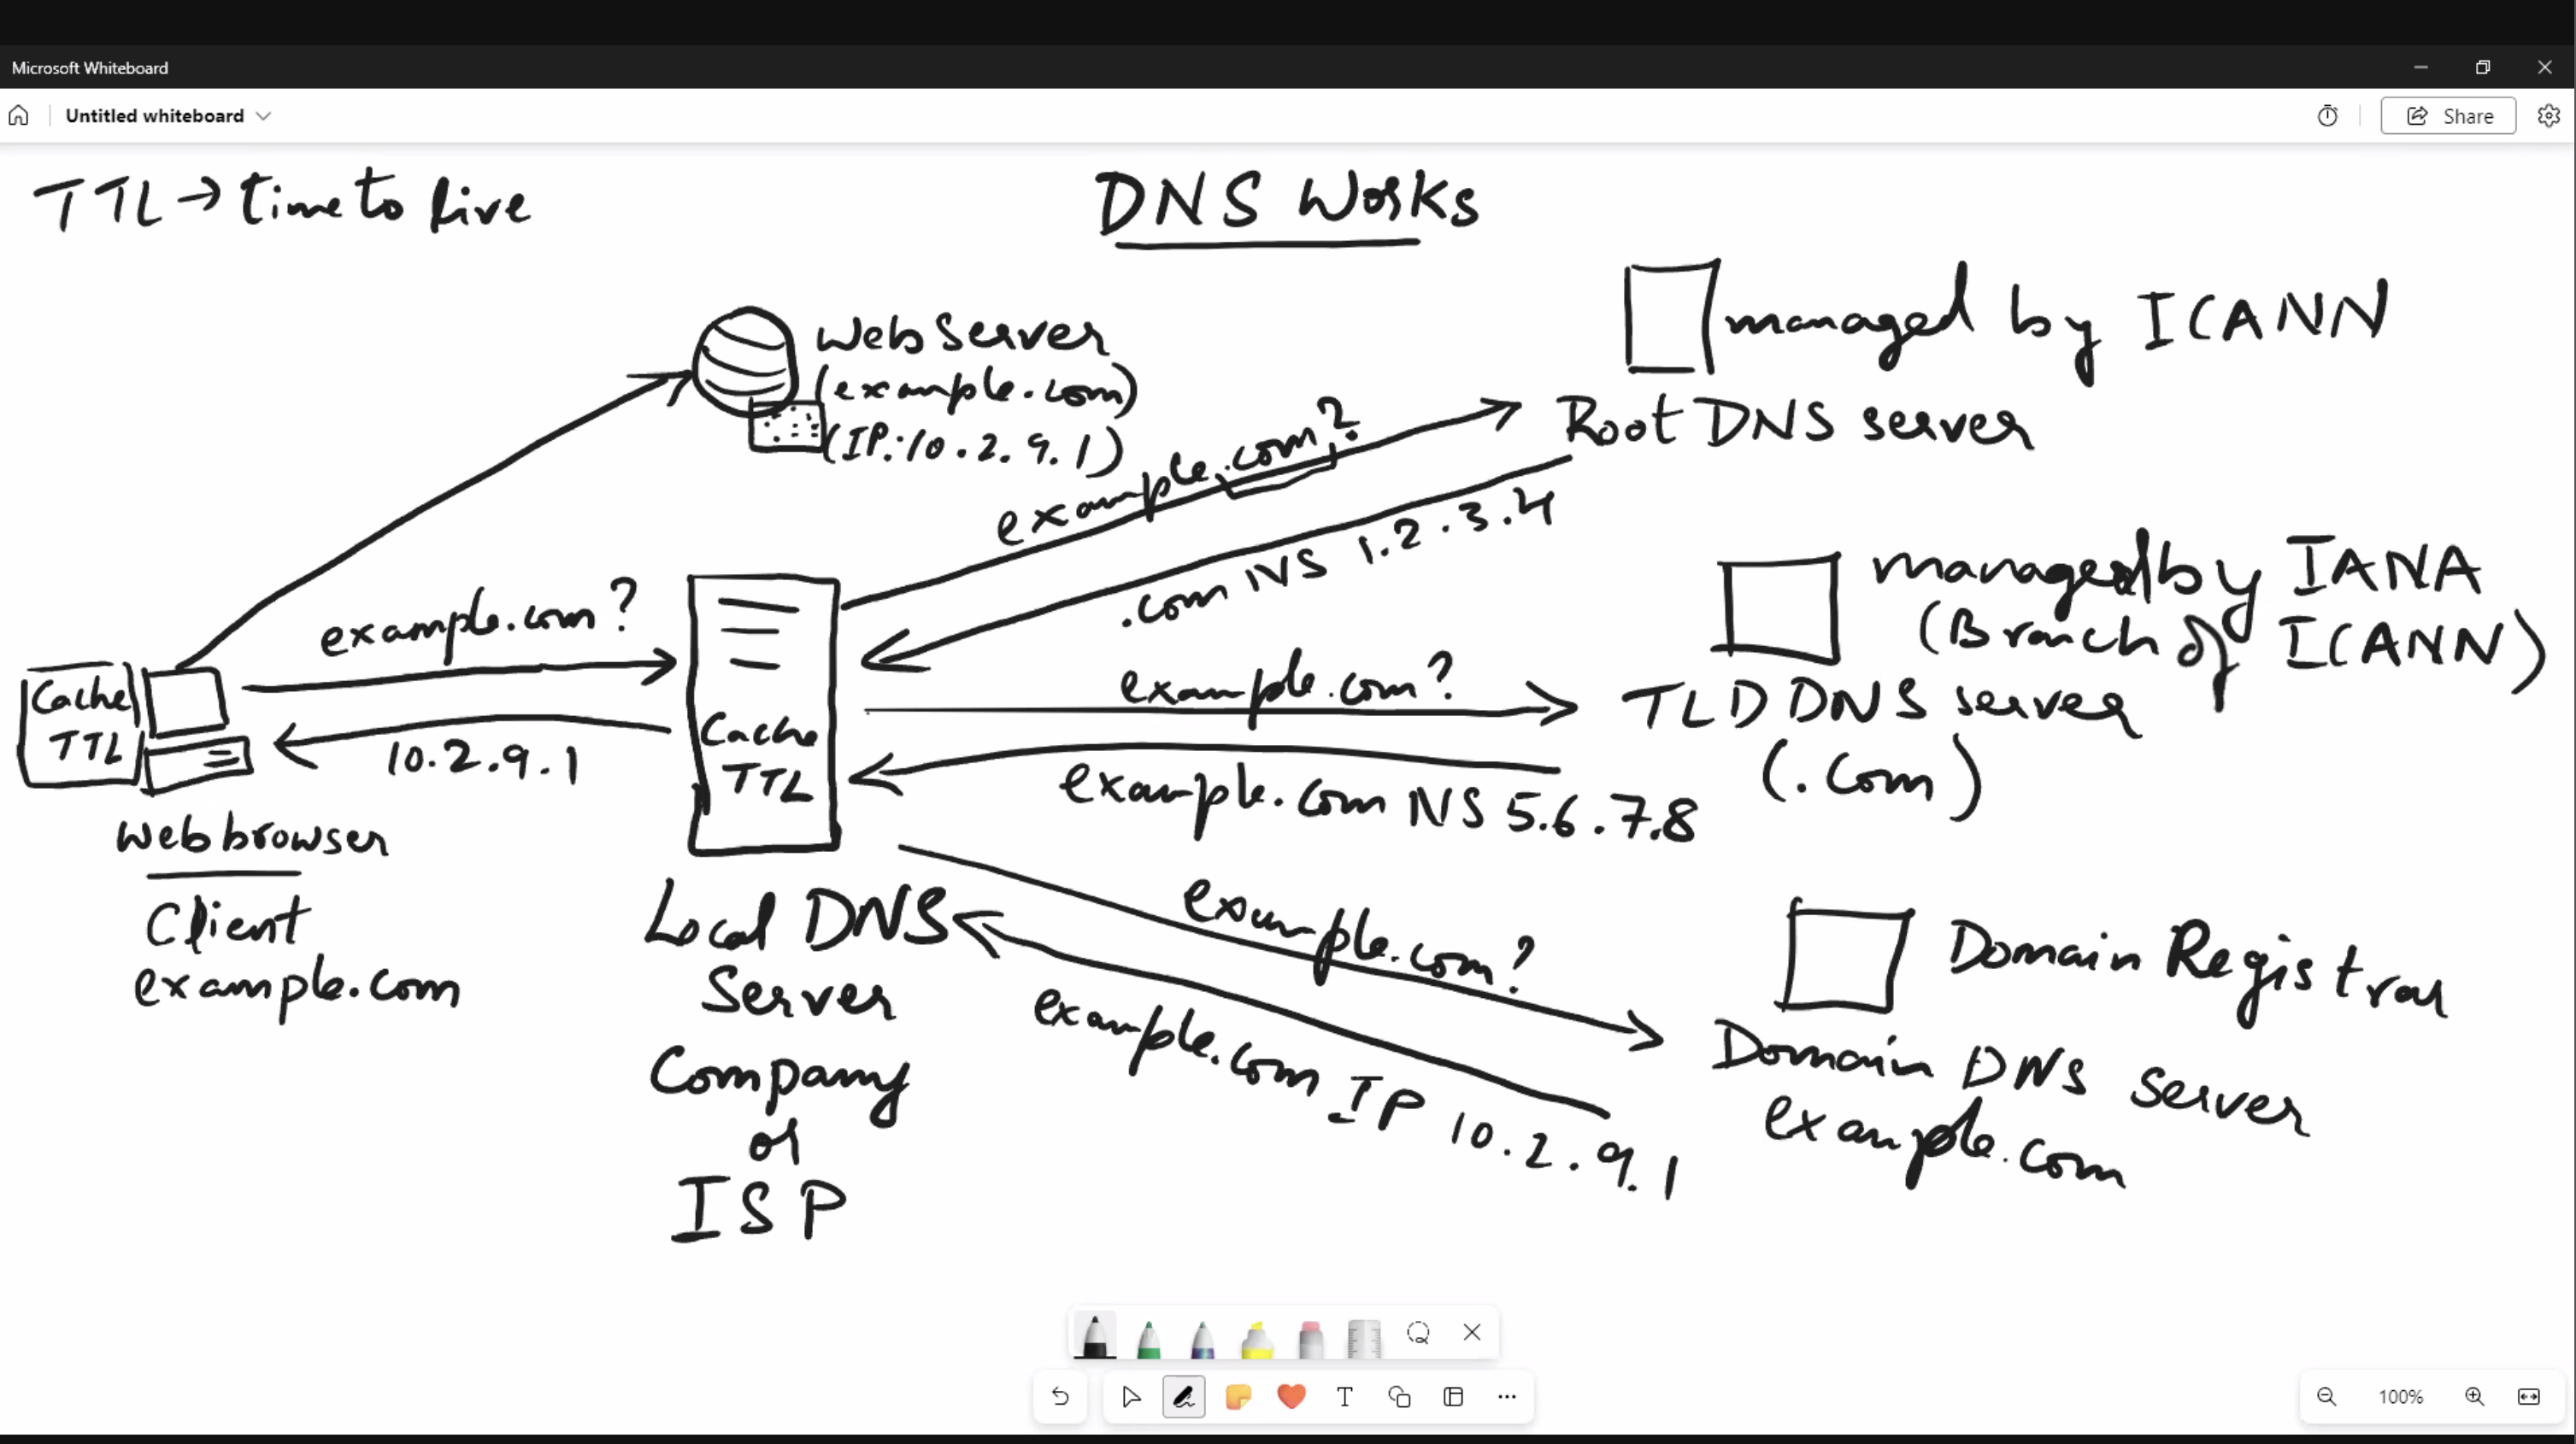 Microsoft Whiteboard
Untitled whiteboard
Share
TTL → time to live
DNS Works
Web Server
(example.com)
(IP:10.2.9.1)
managed by ICANN
Root DNS server
example.com?
.com NS 1.2.3.4
managed by IANA
(Branch of ICANN)
TLD DNS server
(.com)
example.com?
example.com NS 5.6.7.8
example.com?
10.2.9.1
Cache
TTL
Web browser
Client
example.com
Cache
TTL
Local DNS
Server
Company
or
ISP
example.com?
example.com IP 10.2.9.1
Domain Registrar
Domain DNS server
example.com
T
100%